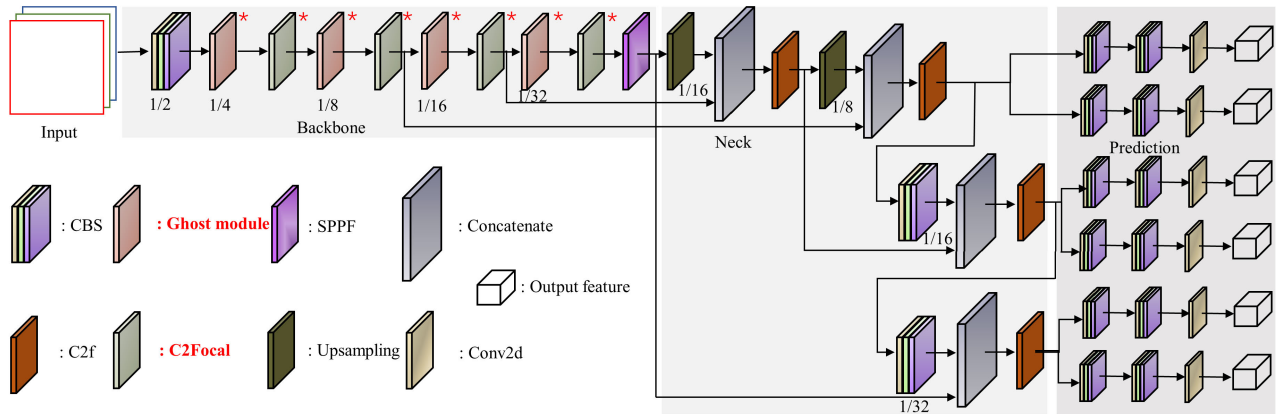 * * * * * * * *
1/2 1/4 1/8 1/16 1/32 1/16 1/8
Input
Backbone
Neck
Prediction
1/16
1/32
: CBS : Ghost module : SPPF : Concatenate
: Output feature
: C2f : C2Focal : Upsampling : Conv2d